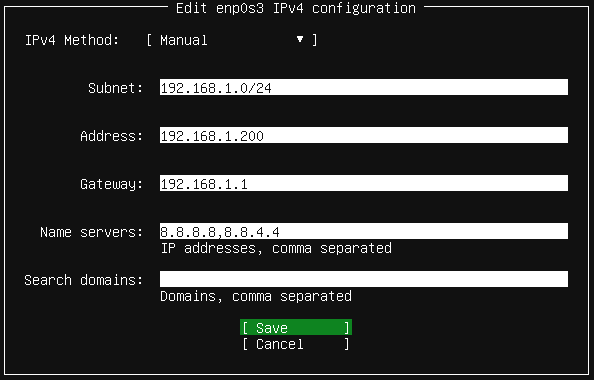 Edit enp0s3 IPv4 configuration
IPv4 Method: [ Manual ▼ ]
Subnet: 192.168.1.0/24
Address: 192.168.1.200
Gateway: 192.168.1.1
Name servers: 8.8.8.8,8.8.4.4
IP addresses, comma separated
Search domains:
Domains, comma separated
[ Save ]
[ Cancel ]